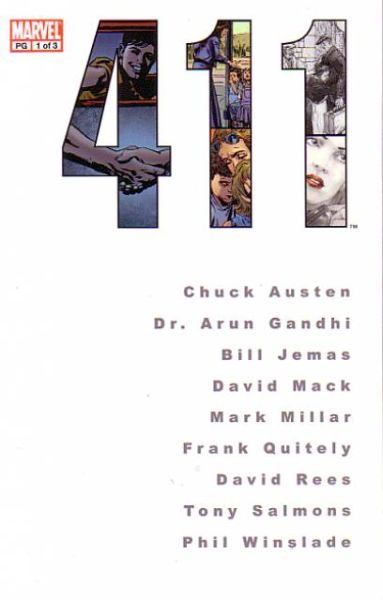 MARVEL
PG 1 of 3
411
TM
Chuck Austen
Dr. Arun Gandhi
Bill Jemas
David Mack
Mark Millar
Frank Quitely
David Rees
Tony Salmons
Phil Winslade